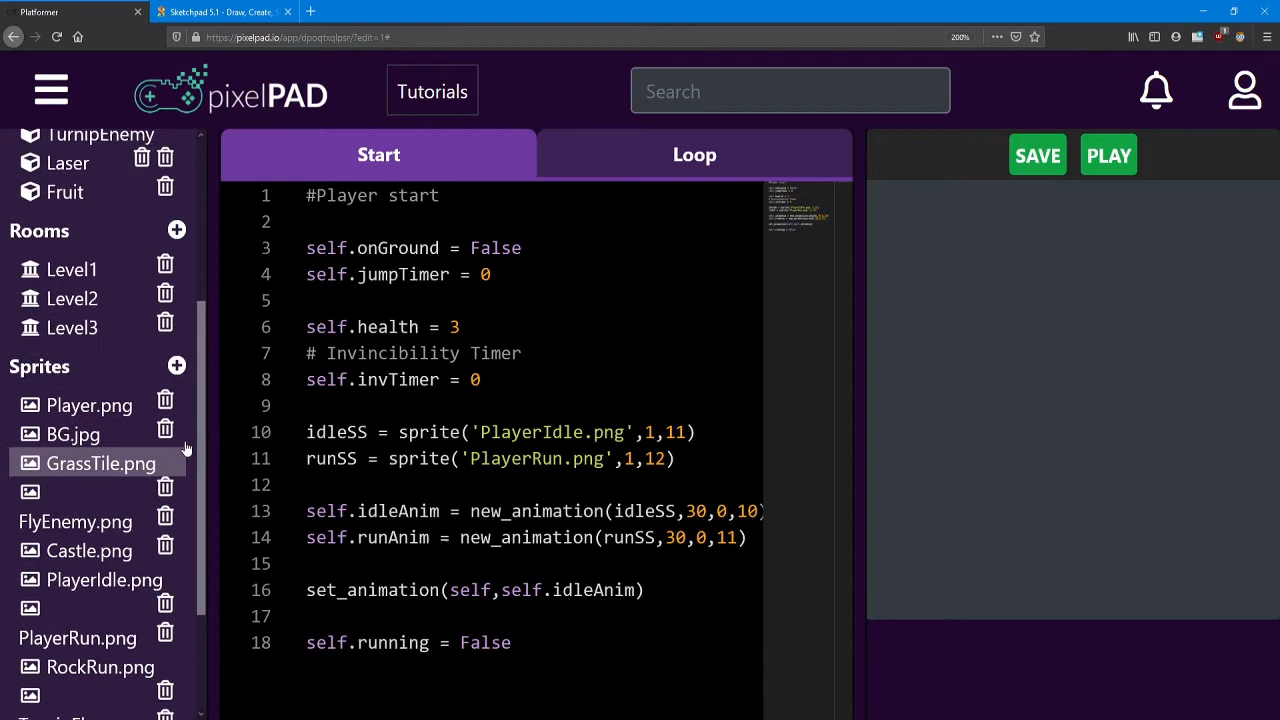 Platformer
Sketchpad 5.1 - Draw, Create, S
https://pixelpad.io/app/dpoqtxqlpsr/?edit=1#
200%
pixelPAD
Tutorials
Search
TurnipEnemy
Laser
Fruit
Rooms
Level1
Level2
Level3
Sprites
Player.png
BG.jpg
GrassTile.png
FlyEnemy.png
Castle.png
PlayerIdle.png
PlayerRun.png
RockRun.png
Start
Loop
1 #Player start
2
3 self.onGround = False
4 self.jumpTimer = 0
5
6 self.health = 3
7 # Invincibility Timer
8 self.invTimer = 0
9
10 idleSS = sprite('PlayerIdle.png',1,11)
11 runSS = sprite('PlayerRun.png',1,12)
12
13 self.idleAnim = new_animation(idleSS,30,0,10)
14 self.runAnim = new_animation(runSS,30,0,11)
15
16 set_animation(self,self.idleAnim)
17
18 self.running = False
SAVE
PLAY